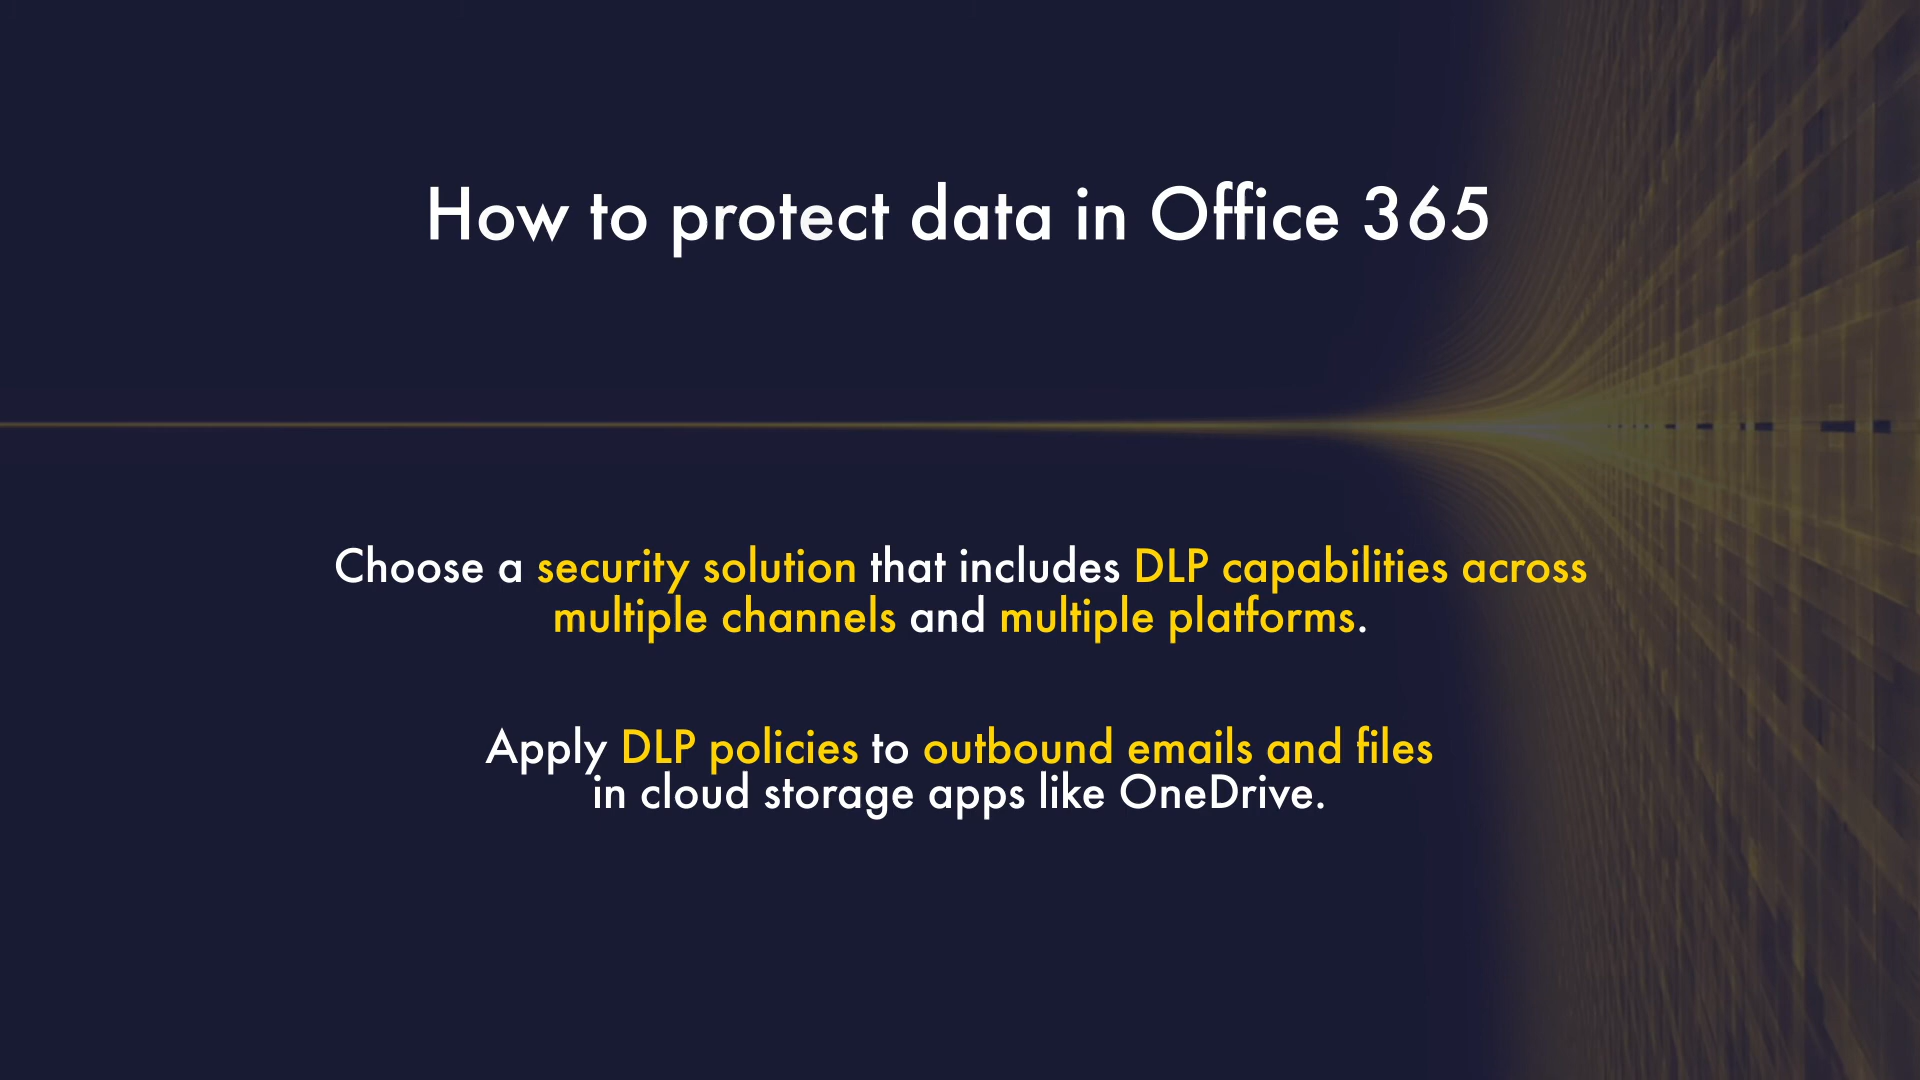 How to protect data in Office 365
Choose a security solution that includes DLP capabilities across
multiple channels and multiple platforms.
Apply DLP policies to outbound emails and files
in cloud storage apps like OneDrive.